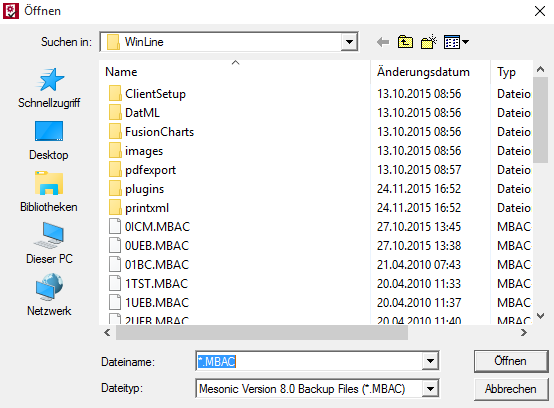 Öffnen
Suchen in: WinLine
Name Änderungsdatum Typ
ClientSetup 13.10.2015 08:56 Dateio
DatML 13.10.2015 08:56 Dateio
FusionCharts 13.10.2015 08:56 Dateio
images 13.10.2015 08:56 Dateio
pdfexport 13.10.2015 08:57 Dateio
plugins 24.11.2015 16:52 Dateio
printxml 24.11.2015 16:52 Dateio
0ICM.MBAC 27.10.2015 13:45 MBAC
0UEB.MBAC 27.10.2015 13:38 MBAC
01BC.MBAC 21.04.2010 07:43 MBAC
1TST.MBAC 20.04.2010 11:33 MBAC
1UEB.MBAC 20.04.2010 11:37 MBAC
2UEB.MBAC 20.04.2010 11:40 MBAC
Schnellzugriff
Desktop
Bibliotheken
Dieser PC
Netzwerk
Dateiname: *.MBAC Öffnen
Dateityp: Mesonic Version 8.0 Backup Files (*.MBAC) Abbrechen